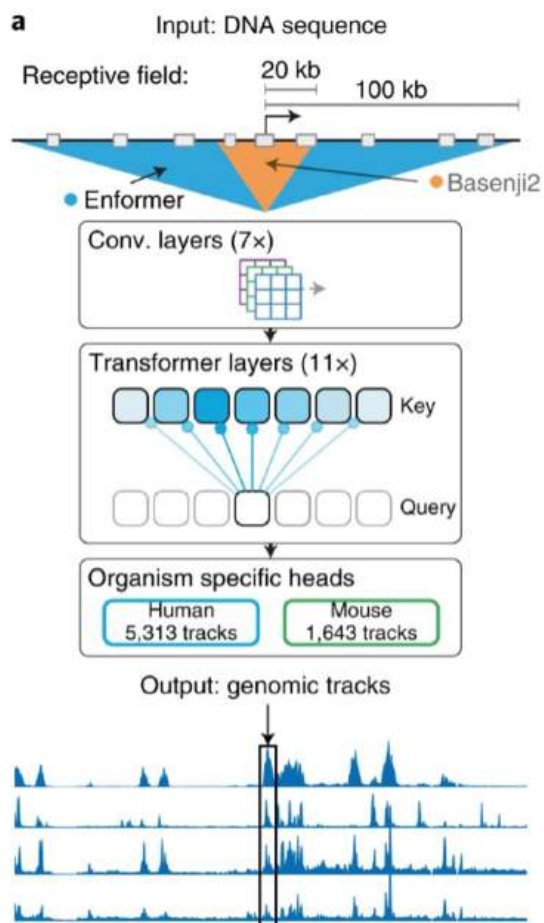 a
Input: DNA sequence
Receptive field:
20 kb
100 kb
Enformer
Basenji2
Conv. layers (7×)
Transformer layers (11×)
Key
Query
Organism specific heads
Human
5,313 tracks
Mouse
1,643 tracks
Output: genomic tracks